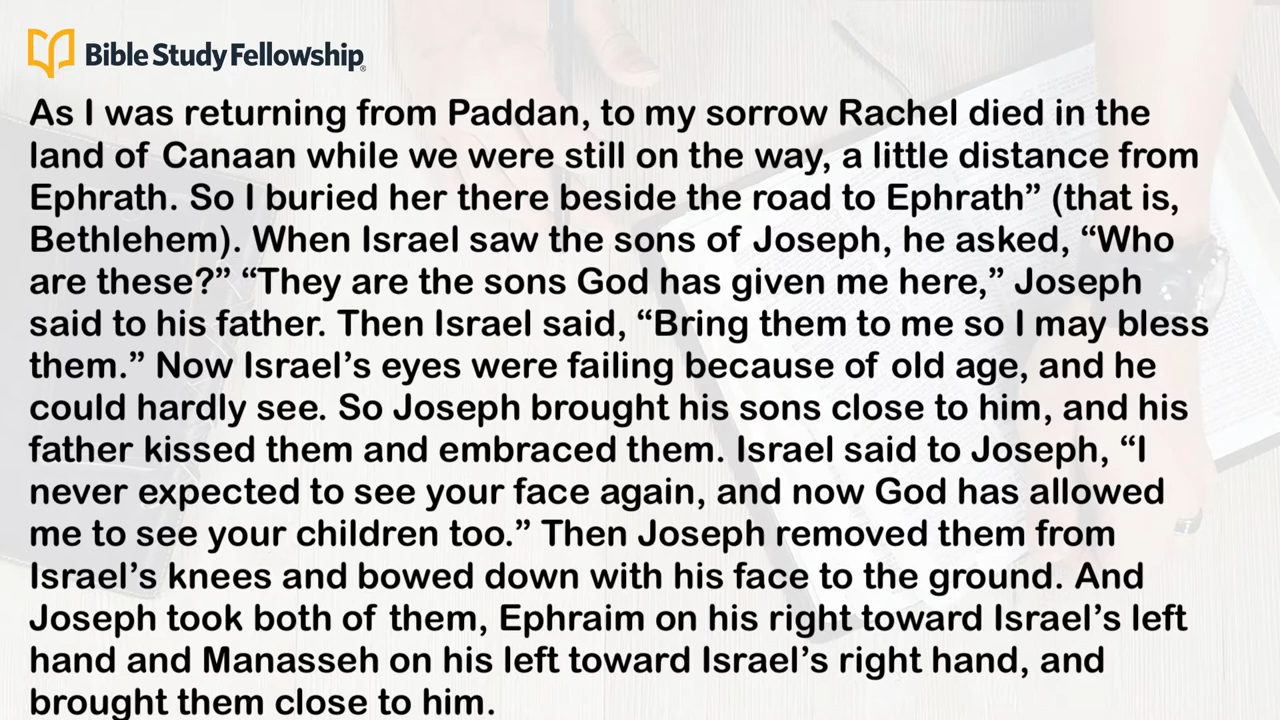 Bible Study Fellowship®
As I was returning from Paddan, to my sorrow Rachel died in the
land of Canaan while we were still on the way, a little distance from
Ephrath. So I buried her there beside the road to Ephrath” (that is,
Bethlehem). When Israel saw the sons of Joseph, he asked, “Who
are these?” “They are the sons God has given me here,” Joseph
said to his father. Then Israel said, “Bring them to me so I may bless
them.” Now Israel’s eyes were failing because of old age, and he
could hardly see. So Joseph brought his sons close to him, and his
father kissed them and embraced them. Israel said to Joseph, “I
never expected to see your face again, and now God has allowed
me to see your children too.” Then Joseph removed them from
Israel’s knees and bowed down with his face to the ground. And
Joseph took both of them, Ephraim on his right toward Israel’s left
hand and Manasseh on his left toward Israel’s right hand, and
brought them close to him.